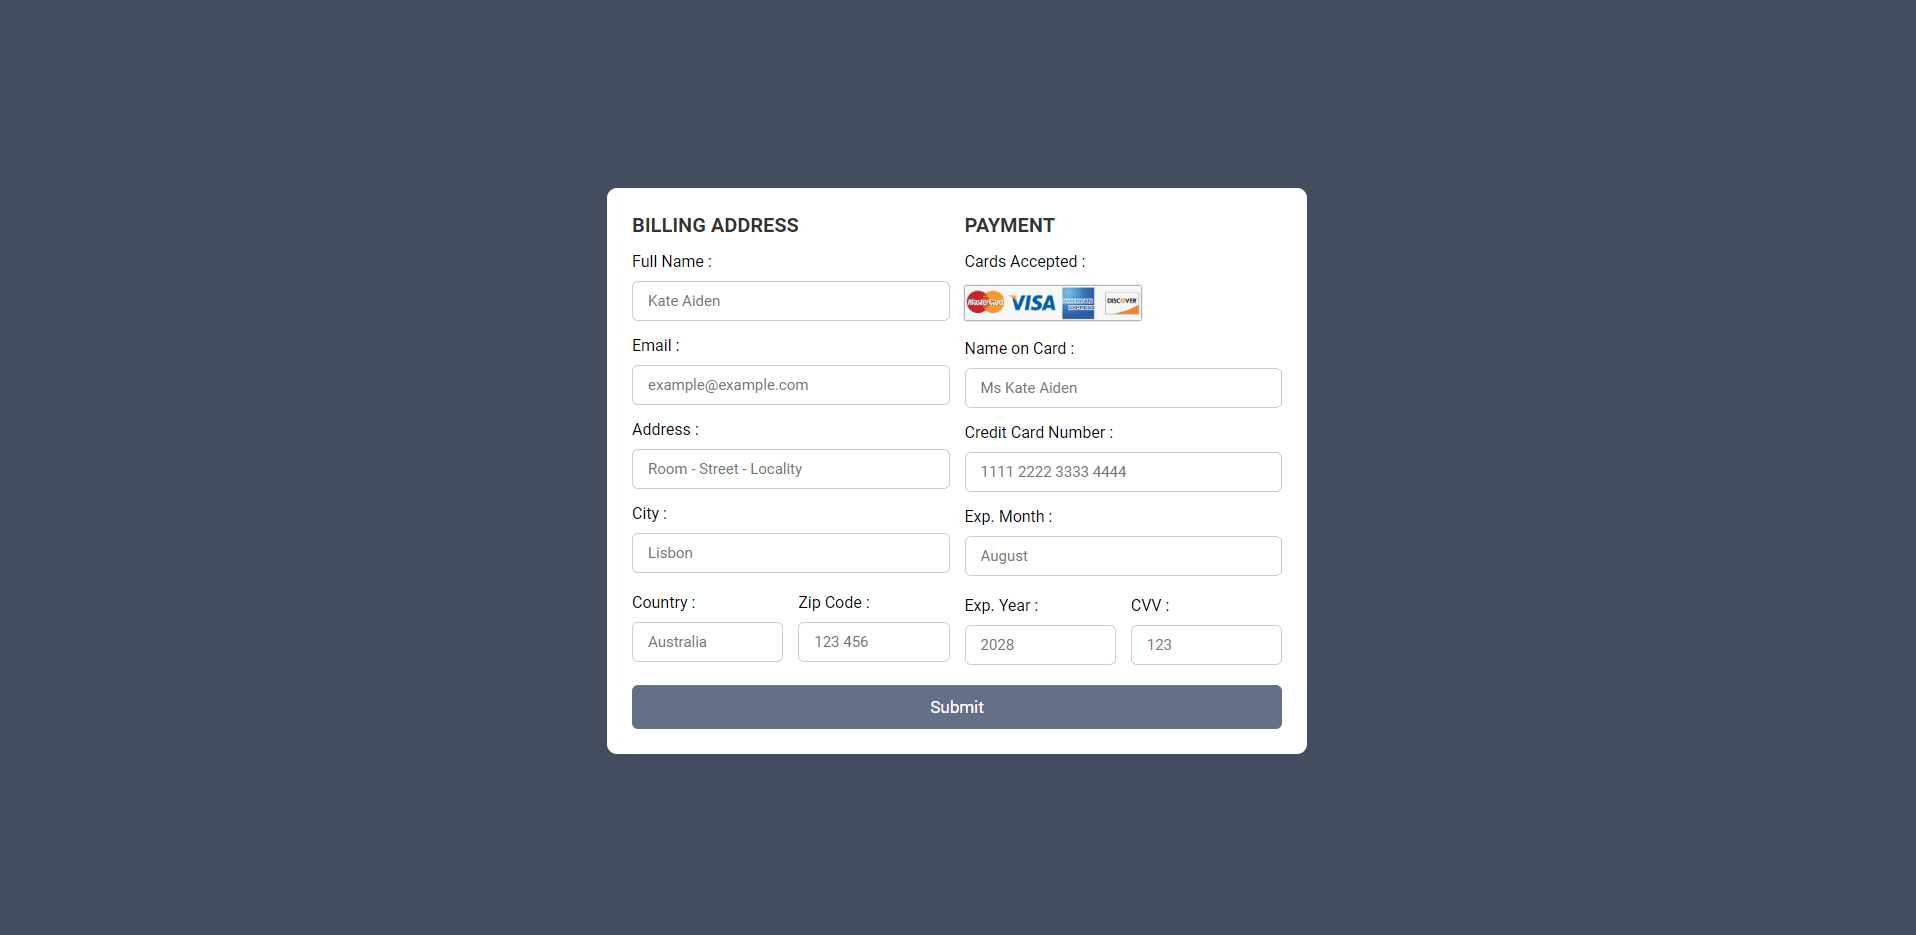 BILLING ADDRESS
Full Name :
Kate Aiden
Email :
example@example.com
Address :
Room - Street - Locality
City :
Lisbon
Country :
Zip Code :
Australia
123 456
PAYMENT
Cards Accepted :
MasterCard VISA AMERICAN EXPRESS DISCOVER
Name on Card :
Ms Kate Aiden
Credit Card Number :
1111 2222 3333 4444
Exp. Month :
August
Exp. Year :
CVV :
2028
123
Submit